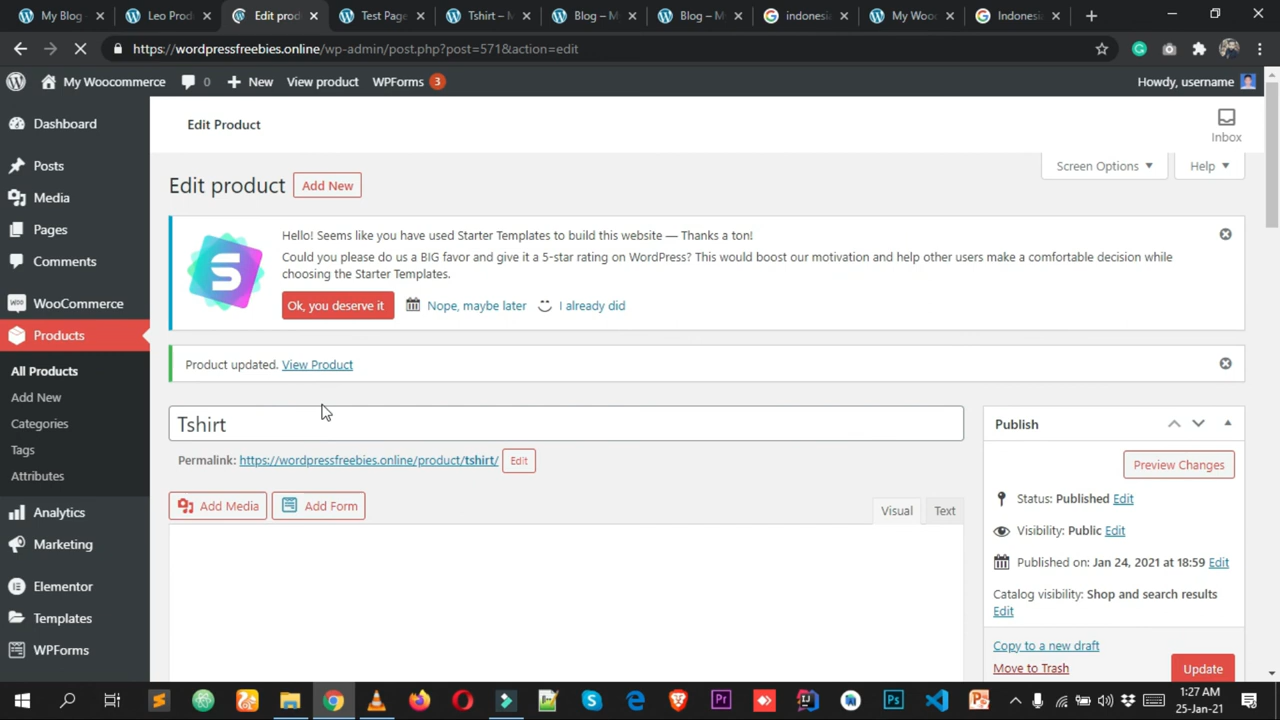 My Blog
Leo Prod
Edit prod
Test Page
Tshirt –
Blog – M
Blog – M
indonesia
My Wooc
Indonesia
https://wordpressfreebies.online/wp-admin/post.php?post=571&action=edit
My Woocommerce
0
New
View product
WPForms
3
Howdy, username
Dashboard
Posts
Media
Pages
Comments
WooCommerce
Products
All Products
Add New
Categories
Tags
Attributes
Analytics
Marketing
Elementor
Templates
WPForms
Edit Product
Inbox
Screen Options
Help
Edit product
Add New
S
Hello! Seems like you have used Starter Templates to build this website — Thanks a ton!
Could you please do us a BIG favor and give it a 5-star rating on WordPress? This would boost our motivation and help other users make a comfortable decision while
choosing the Starter Templates.
Ok, you deserve it
Nope, maybe later
I already did
Product updated. View Product
Tshirt
Permalink: https://wordpressfreebies.online/product/tshirt/
Edit
Add Media
Add Form
Visual
Text
Publish
Preview Changes
Status: Published Edit
Visibility: Public Edit
Published on: Jan 24, 2021 at 18:59 Edit
Catalog visibility: Shop and search results
Edit
Copy to a new draft
Move to Trash
Update
1:27 AM
25-Jan-21